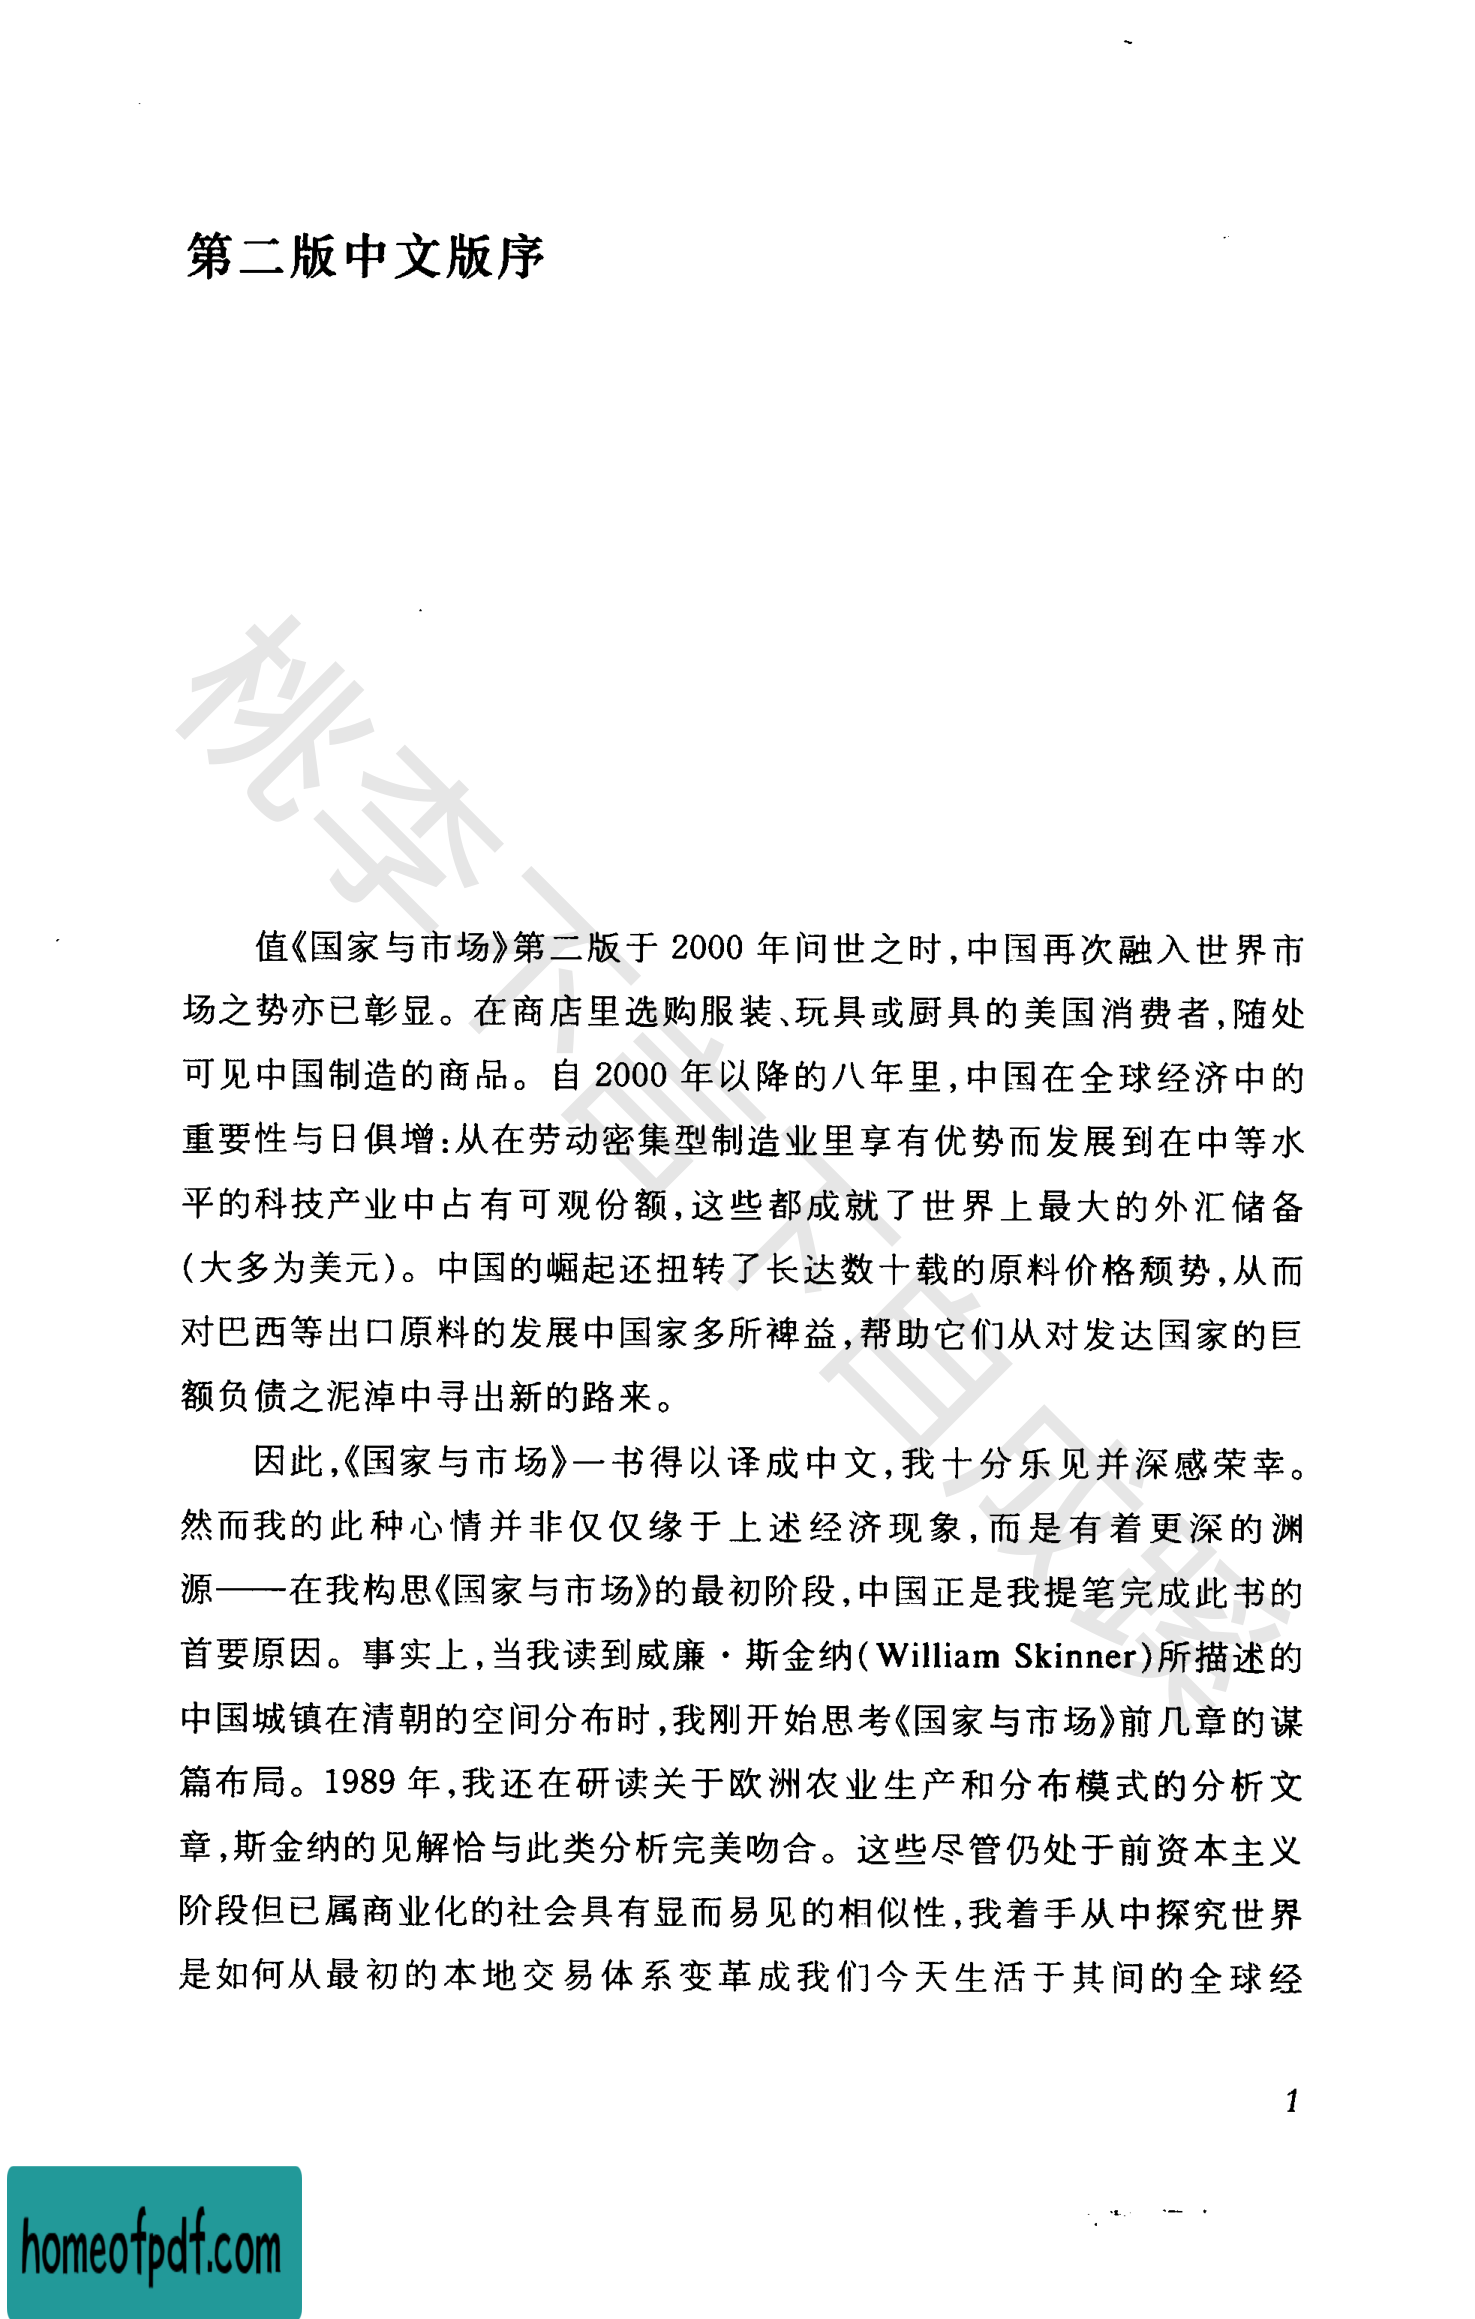 第二版中文版序
值《国家与市场》第二版于 2000 年问世之时,中国再次融入世界市
场之势亦已彰显。在商店里选购服装、玩具或厨具的美国消费者,随处
可见中国制造的商品。自 2000 年以降的八年里,中国在全球经济中的
重要性与日俱增:从在劳动密集型制造业里享有优势而发展到在中等水
平的科技产业中占有可观份额,这些都成就了世界上最大的外汇储备
(大多为美元)。中国的崛起还扭转了长达数十载的原料价格颓势,从而
对巴西等出口原料的发展中国家多所裨益,帮助它们从对发达国家的巨
额负债之泥淖中寻出新的路来。
因此,《国家与市场》一书得以译成中文,我十分乐见并深感荣幸。
然而我的此种心情并非仅仅缘于上述经济现象,而是有着更深的渊
源——在我构思《国家与市场》的最初阶段,中国正是我提笔完成此书的
首要原因。事实上,当我读到威廉·斯金纳(William Skinner)所描述的
中国城镇在清朝的空间分布时,我刚开始思考《国家与市场》前几章的谋
篇布局。1989 年,我还在研读关于欧洲农业生产和分布模式的分析文
章,斯金纳的见解恰与此类分析完美吻合。这些尽管仍处于前资本主义
阶段但已属商业化的社会具有显而易见的相似性,我着手从中探究世界
是如何从最初的本地交易体系变革成我们今天生活于其间的全球经
1
桃李不言下自成蹊
homeofpdf.com